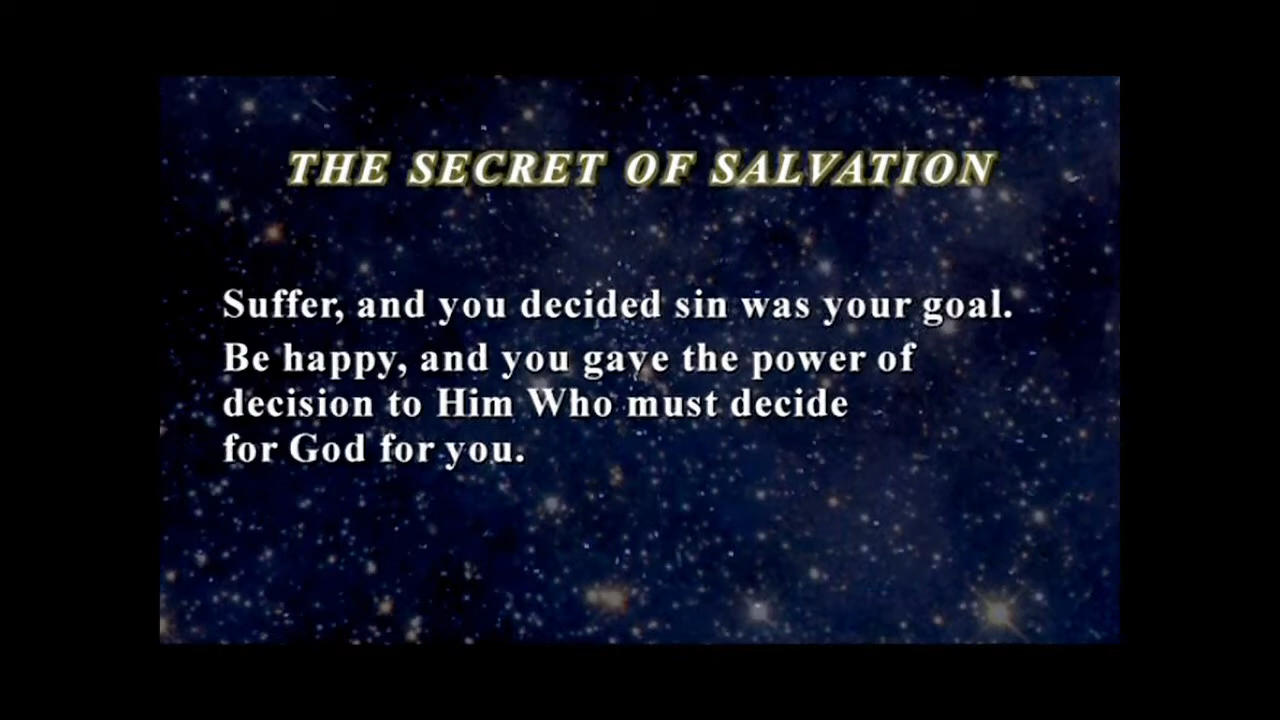 THE SECRET OF SALVATION
Suffer, and you decided sin was your goal.
Be happy, and you gave the power of
decision to Him Who must decide
for God for you.